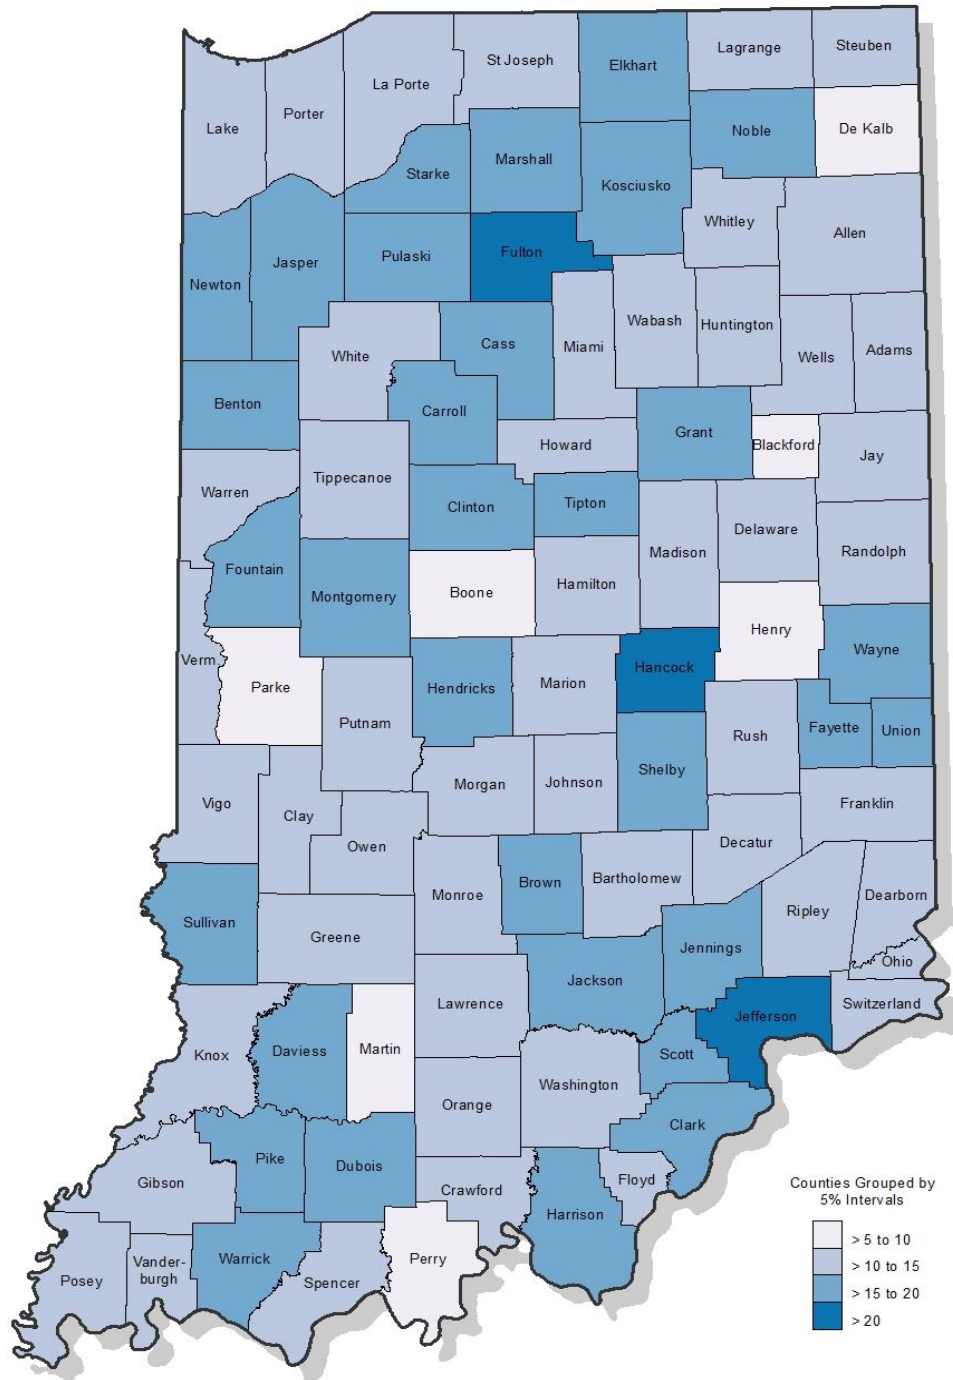 St Joseph
Elkhart
Lagrange
Steuben
La Porte
Porter
Lake
Noble
De Kalb
Marshall
Starke
Kosciusko
Whitley
Allen
Fulton
Pulaski
Jasper
Newton
Wabash
Huntington
Miami
Cass
White
Wells
Adams
Benton
Carroll
Grant
Blackford
Howard
Jay
Tippecanoe
Warren
Clinton
Tipton
Delaware
Madison
Randolph
Fountain
Montgomery
Boone
Hamilton
Henry
Wayne
Verm.
Parke
Hendricks
Marion
Hancock
Putnam
Rush
Fayette
Union
Shelby
Morgan
Johnson
Vigo
Clay
Franklin
Owen
Decatur
Monroe
Brown
Bartholomew
Dearborn
Ripley
Sullivan
Greene
Jennings
Ohio
Jackson
Lawrence
Switzerland
Jefferson
Knox
Daviess
Martin
Scott
Washington
Orange
Clark
Pike
Dubois
Gibson
Crawford
Floyd
Harrison
Perry
Warrick
Vander-
burgh
Posey
Spencer
Counties Grouped by
5% Intervals
> 5 to 10
> 10 to 15
> 15 to 20
> 20